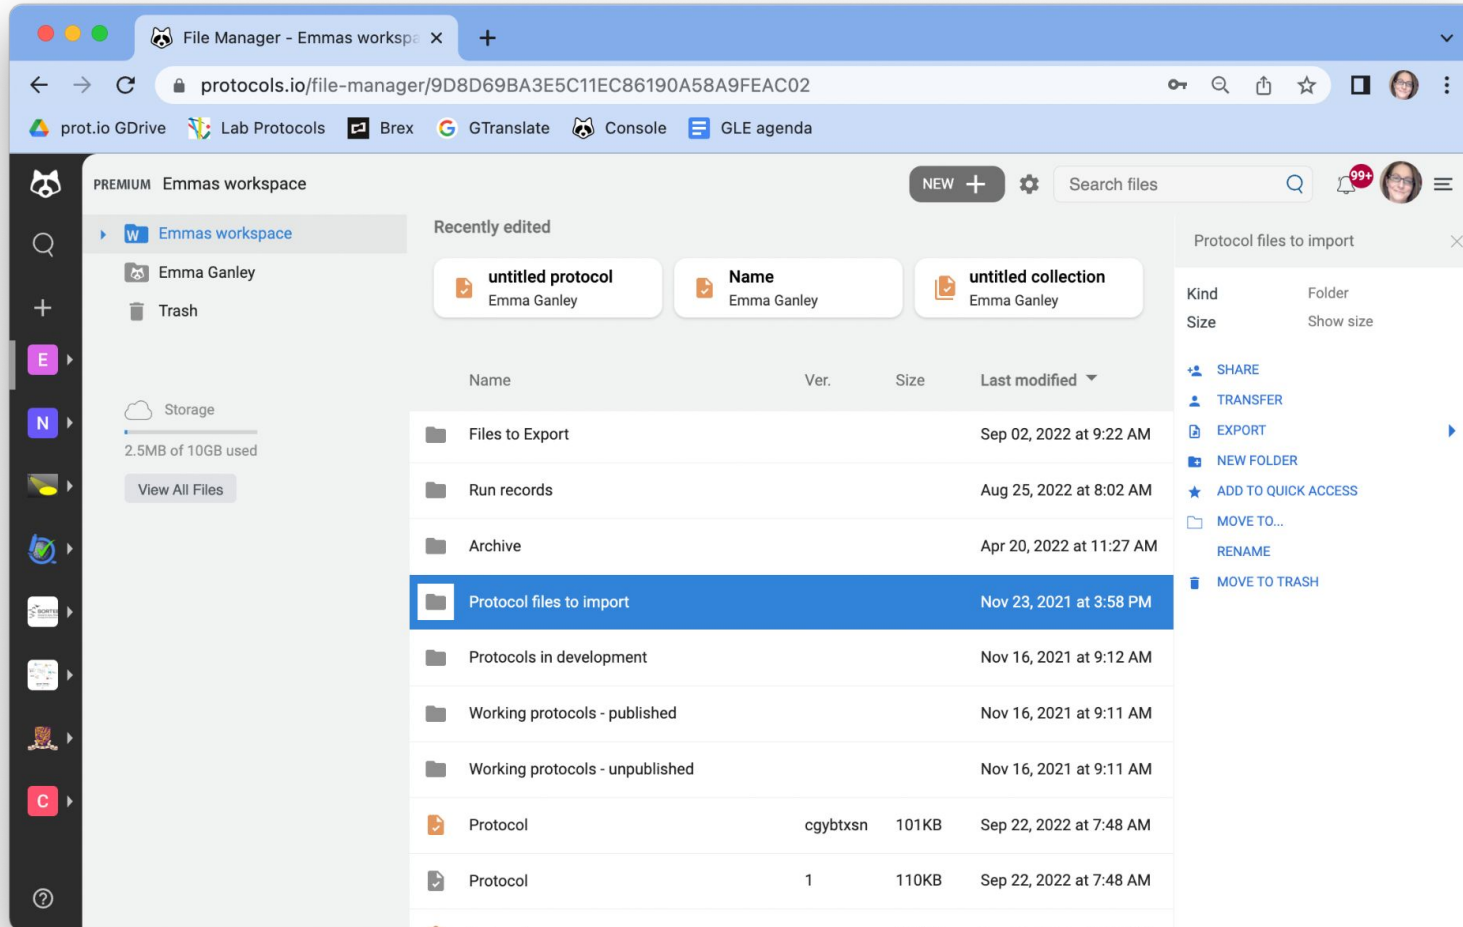 File Manager - Emmas workspa
protocols.io/file-manager/9D8D69BA3E5C11EC86190A58A9FEAC02
prot.io GDrive Lab Protocols Brex GTranslate Console GLE agenda
PREMIUM Emmas workspace NEW + Search files 99+
Emmas workspace
Emma Ganley
Trash
Storage
2.5MB of 10GB used
View All Files
E
N
C
Recently edited
untitled protocol
Emma Ganley
Name
Emma Ganley
untitled collection
Emma Ganley
Name Ver. Size Last modified
Files to Export Sep 02, 2022 at 9:22 AM
Run records Aug 25, 2022 at 8:02 AM
Archive Apr 20, 2022 at 11:27 AM
Protocol files to import Nov 23, 2021 at 3:58 PM
Protocols in development Nov 16, 2021 at 9:12 AM
Working protocols - published Nov 16, 2021 at 9:11 AM
Working protocols - unpublished Nov 16, 2021 at 9:11 AM
Protocol cgybtxsn 101KB Sep 22, 2022 at 7:48 AM
Protocol 1 110KB Sep 22, 2022 at 7:48 AM
Protocol files to import
Kind Folder
Size Show size
SHARE
TRANSFER
EXPORT
NEW FOLDER
ADD TO QUICK ACCESS
MOVE TO...
RENAME
MOVE TO TRASH